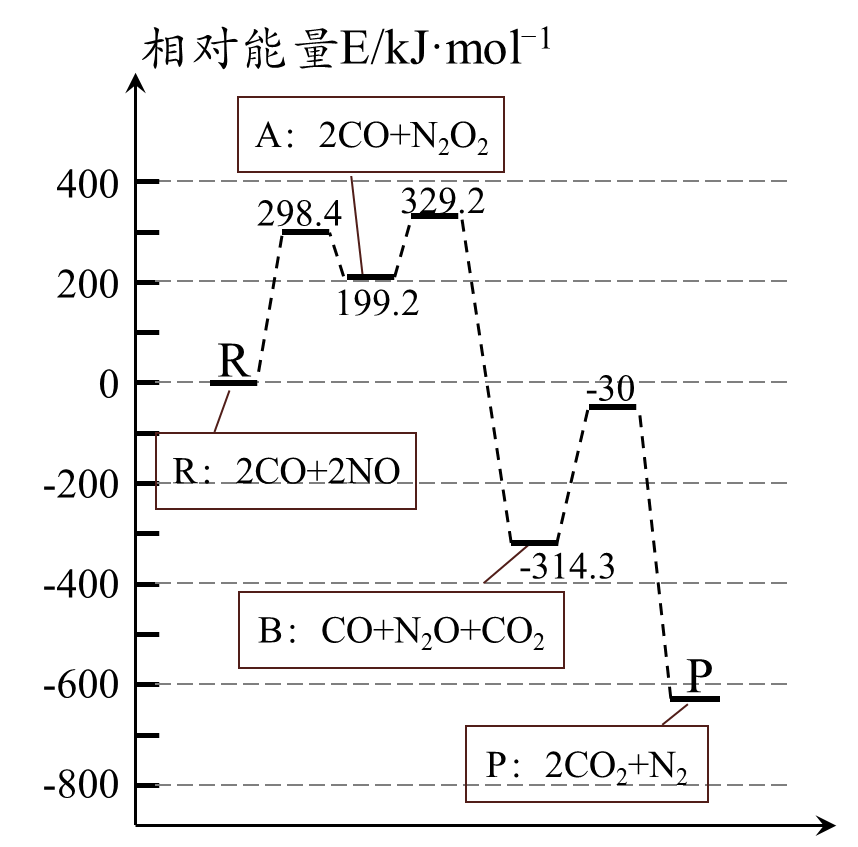 相对能量E/kJ·mol⁻¹
A: 2CO+N₂O₂
400
298.4
329.2
200
199.2
R
0
-30
R: 2CO+2NO
-200
-314.3
-400
B: CO+N₂O+CO₂
P
-600
P: 2CO₂+N₂
-800